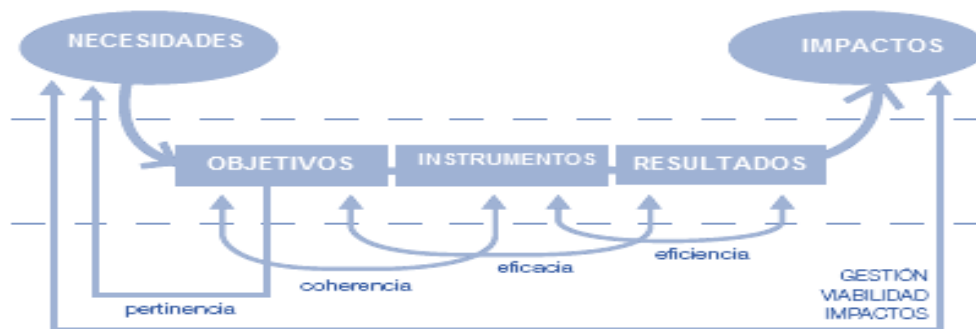 NECESIDADES
IMPACTOS
OBJETIVOS
INSTRUMENTOS
RESULTADOS
pertinencia
coherencia
eficacia
eficiencia
GESTIÓN
VIABILIDAD
IMPACTOS